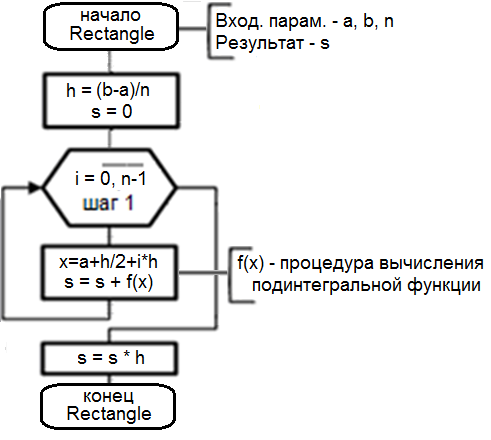 начало
Rectangle
Вход. парам. - a, b, n
Результат - s
h = (b-a)/n
s = 0
i = 0, n-1
шаг 1
x=a+h/2+i*h
s = s + f(x)
f(x) - процедура вычисления
подинтегральной функции
s = s * h
конец
Rectangle